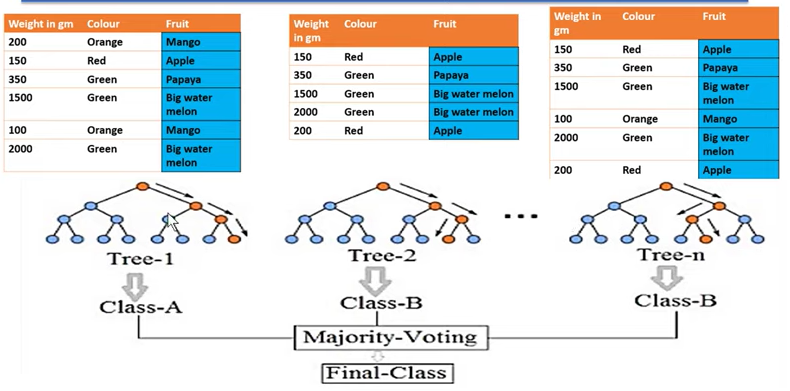 Weight in gm Colour Fruit
200 Orange Mango
150 Red Apple
350 Green Papaya
1500 Green Big water
melon
100 Orange Mango
2000 Green Big water
melon
Weight Colour Fruit
in gm
150 Red Apple
350 Green Papaya
1500 Green Big water melon
2000 Green Big water melon
200 Red Apple
Weight in Colour Fruit
gm
150 Red Apple
350 Green Papaya
1500 Green Big water
melon
100 Orange Mango
2000 Green Big water
melon
200 Red Apple
Tree-1
Tree-2
...
Tree-n
Class-A
Class-B
Class-B
Majority-Voting
Final-Class